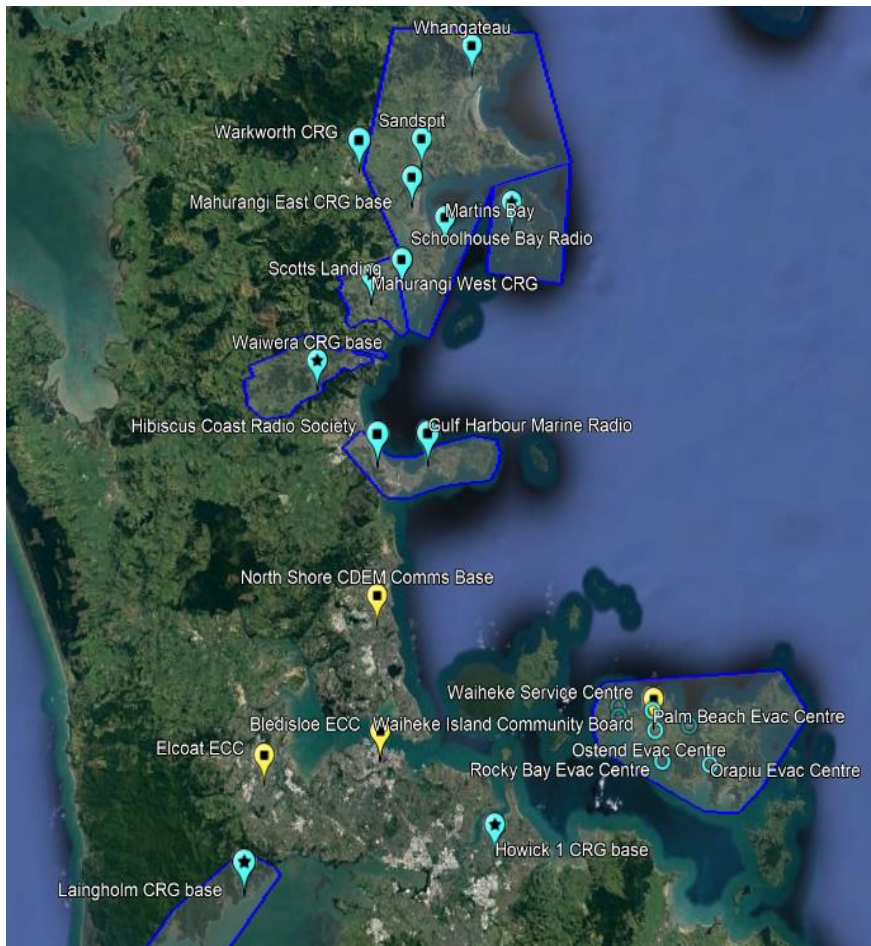 Whangateau
Sandspit
Warkworth CRG
Mahurangi East CRG base
Martins Bay
Schoolhouse Bay Radio
Scotts Landing
Mahurangi West CRG
Waiwera CRG base
Hibiscus Coast Radio Society
Gulf Harbour Marine Radio
North Shore CDEM Comms Base
Waiheke Service Centre
Palm Beach Evac Centre
Bledisloe ECC
Waiheke Island Community Board
Elcoat ECC
Ostend Evac Centre
Rocky Bay Evac Centre
Orapiu Evac Centre
Howick 1 CRG base
Laingholm CRG base